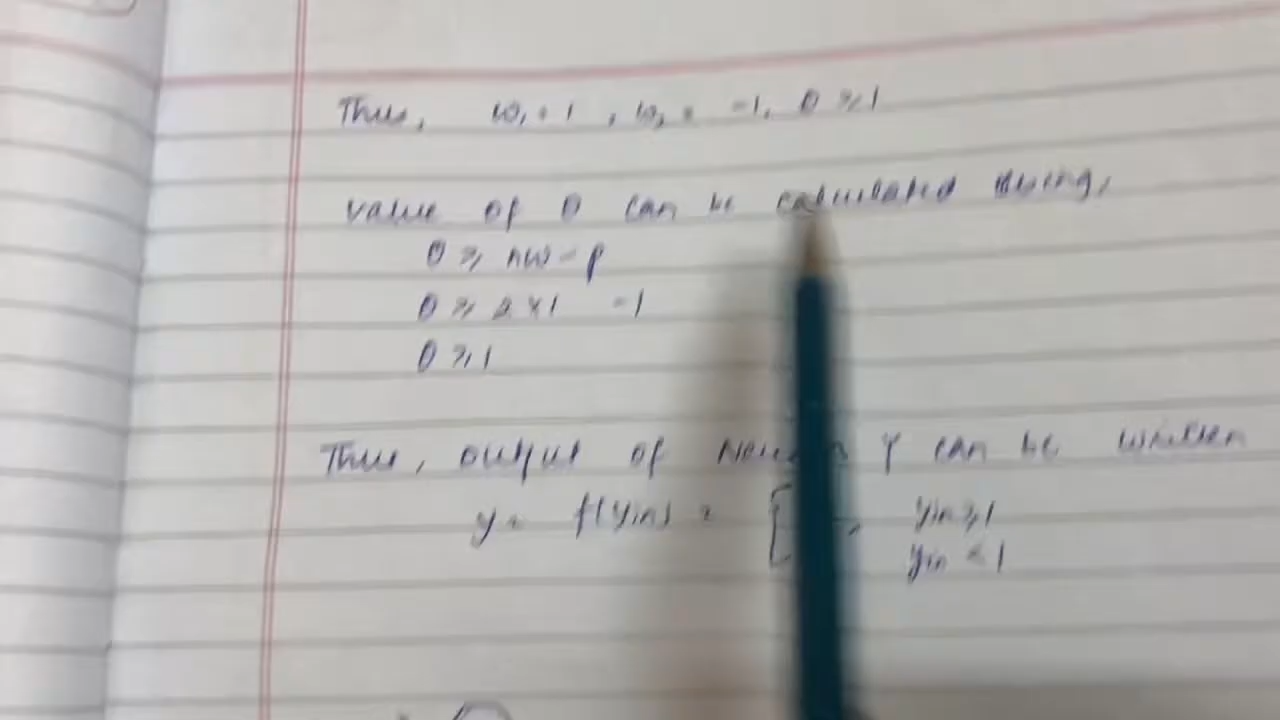 Thus, w₁ = 1, w₂ = -1, θ ≥ 1
value of θ can be calculated using,
θ ≥ nw - p
θ ≥ 2 × 1 - 1
θ ≥ 1
Thus, output of Y can be written
y = f(yin) = [ , yin ≥ 1
yin < 1